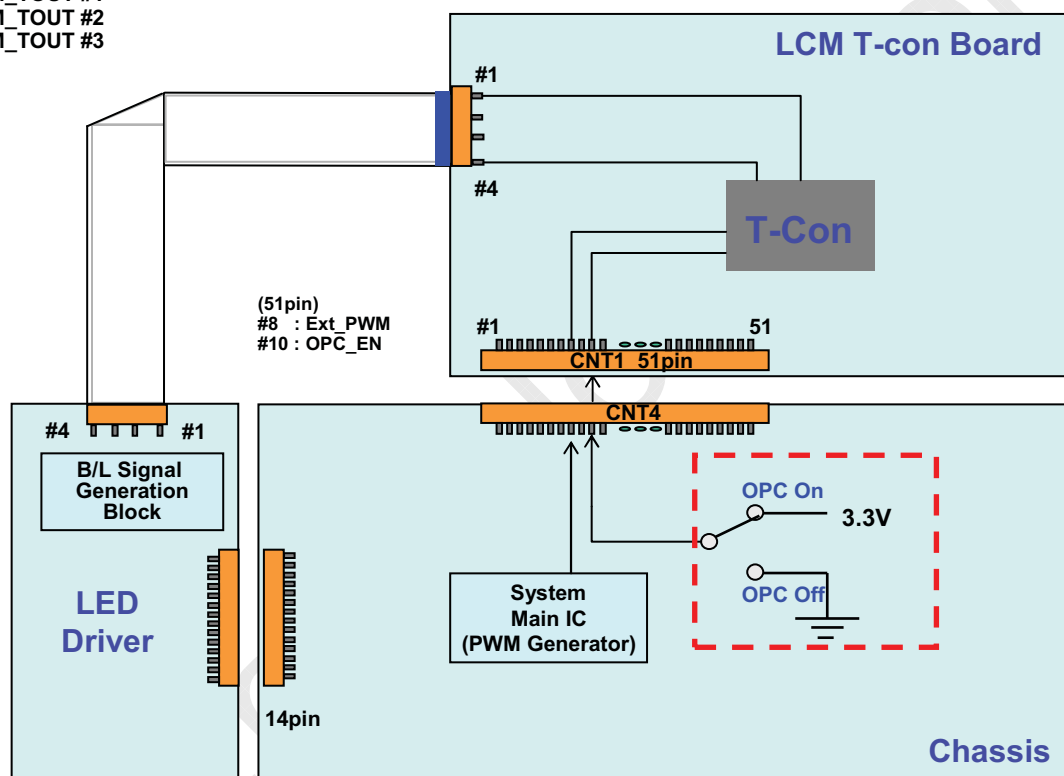 M_TOUT #2
M_TOUT #3
LCM T-con Board
#1
#4
T-Con
(51pin)
#8 : Ext_PWM
#10 : OPC_EN
#1
51
CNT1 51pin
CNT4
#4
#1
B/L Signal
Generation
Block
OPC On
3.3V
OPC Off
System
Main IC
(PWM Generator)
LED
Driver
14pin
Chassis